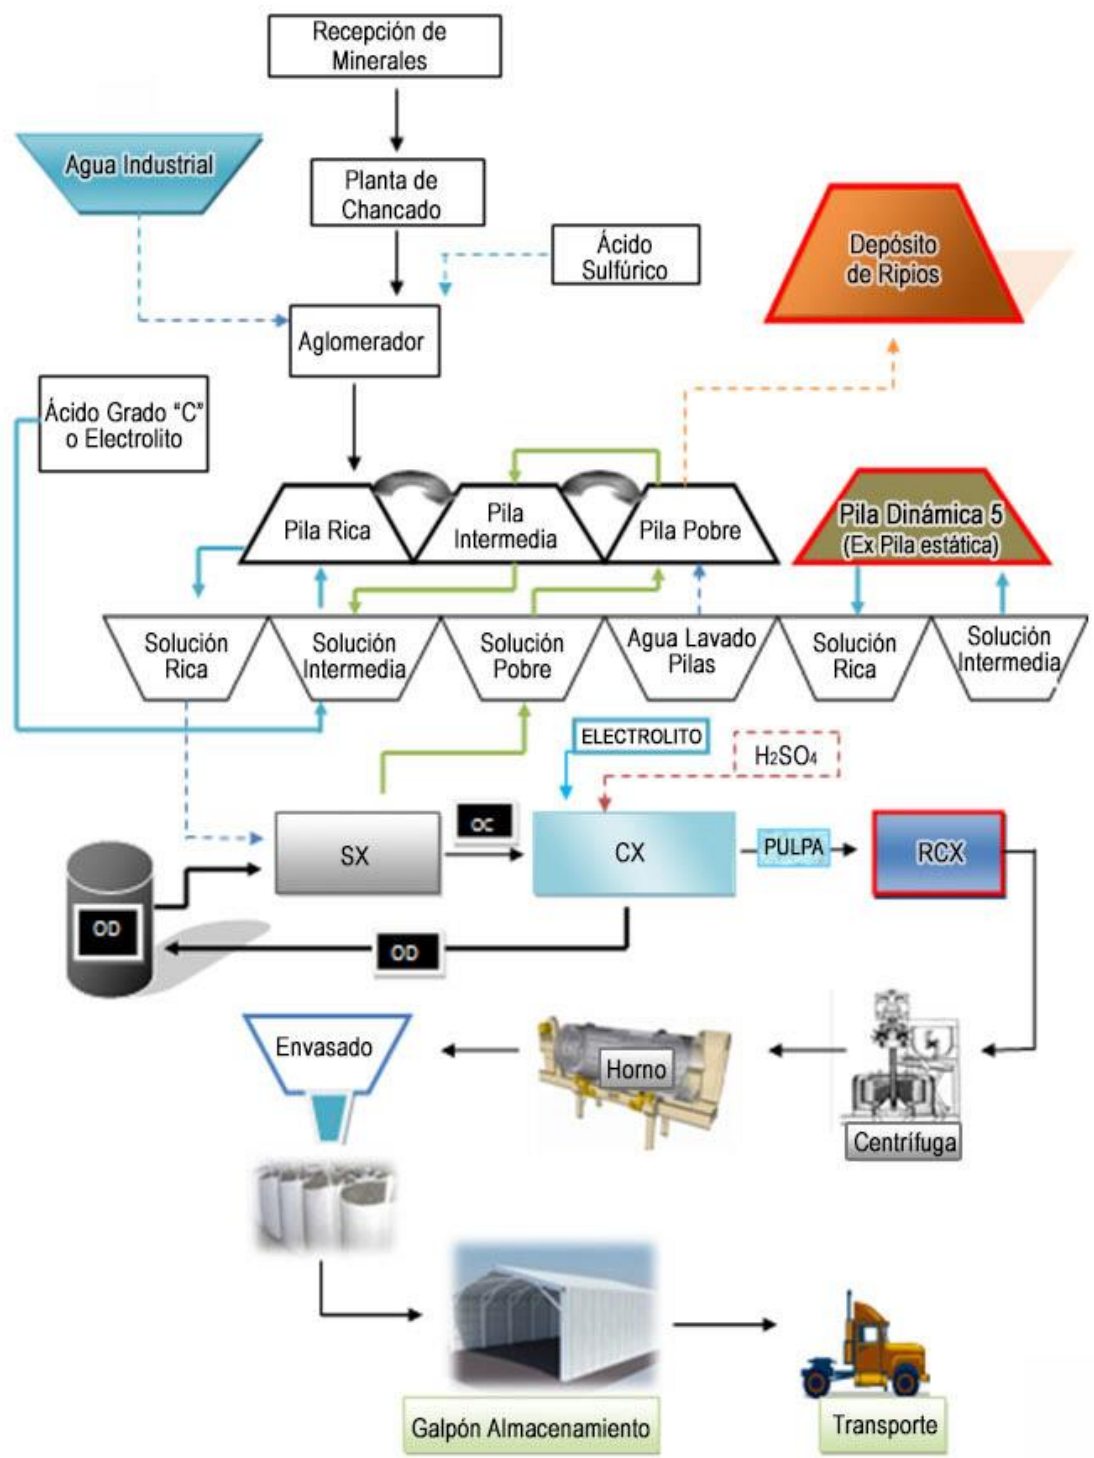 Recepción de
Minerales
Agua Industrial
Planta de
Chancado
Ácido
Sulfúrico
Depósito
de Ripios
Aglomerador
Ácido Grado “C”
o Electrolito
Pila Rica
Pila
Intermedia
Pila Pobre
Pila Dinámica 5
(Ex Pila estática)
Solución
Rica
Solución
Intermedia
Solución
Pobre
Agua Lavado
Pilas
Solución
Rica
Solución
Intermedia
ELECTROLITO
H2SO4
SX
OC
CX
PULPA
RCX
OD
OD
Envasado
Horno
Centrífuga
Galpón Almacenamiento
Transporte